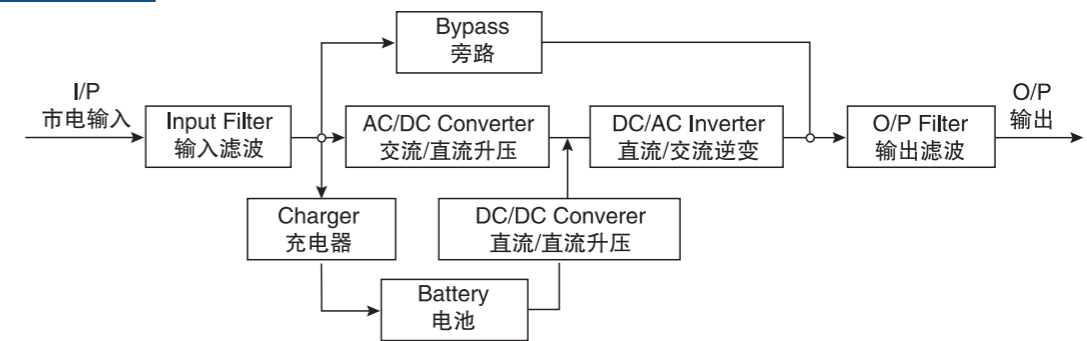 Bypass
旁路
I/P
市电输入
Input Filter
输入滤波
AC/DC Converter
交流/直流升压
DC/AC Inverter
直流/交流逆变
O/P Filter
输出滤波
O/P
输出
Charger
充电器
DC/DC Converer
直流/直流升压
Battery
电池